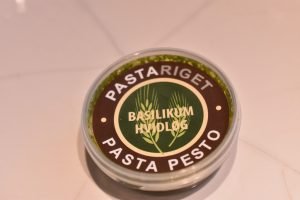 PASTARIGET
BASILIKUM
HVIDLØG
PASTA PESTO